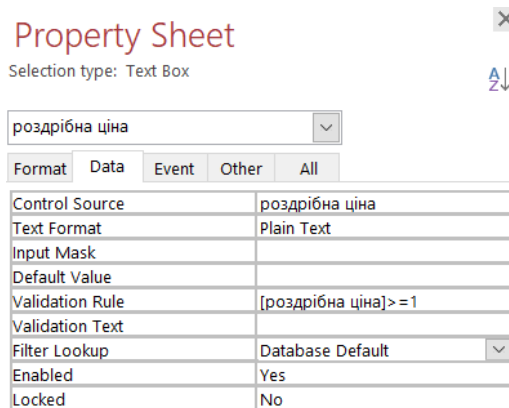 Property Sheet
Selection type: Text Box
A
Z
роздрібна ціна
Format Data Event Other All
Control Source роздрібна ціна
Text Format Plain Text
Input Mask
Default Value
Validation Rule [роздрібна ціна]>=1
Validation Text
Filter Lookup Database Default
Enabled Yes
Locked No